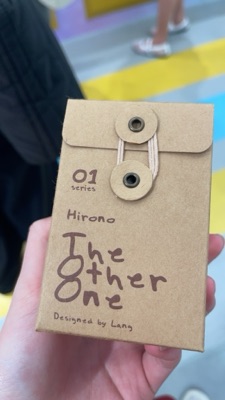 01
series
Hirono
The
Other
One
Designed by Lang